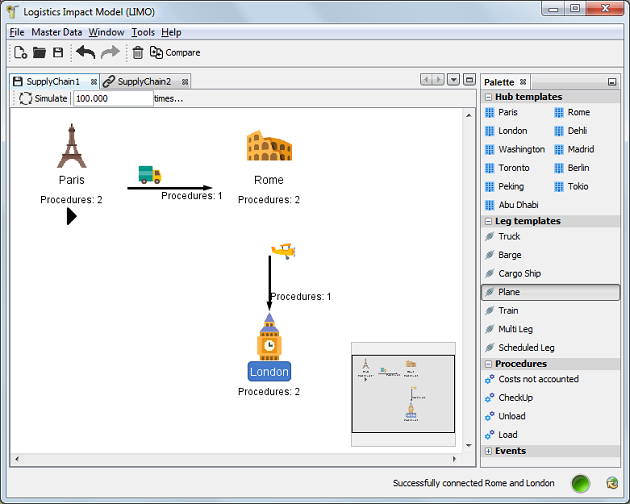 Logistics Impact Model (LIMO)
File Master Data Window Tools Help
Compare
SupplyChain1 SupplyChain2
Simulate 100.000 times...
Paris
Procedures: 2
Procedures: 1
Rome
Procedures: 2
Procedures: 1
London
Procedures: 2
Palette
Hub templates
Paris Rome
London Dehli
Washington Madrid
Toronto Berlin
Peking Tokio
Abu Dhabi
Leg templates
Truck
Barge
Cargo Ship
Plane
Train
Multi Leg
Scheduled Leg
Procedures
Costs not accounted
CheckUp
Unload
Load
Events
Successfully connected Rome and London